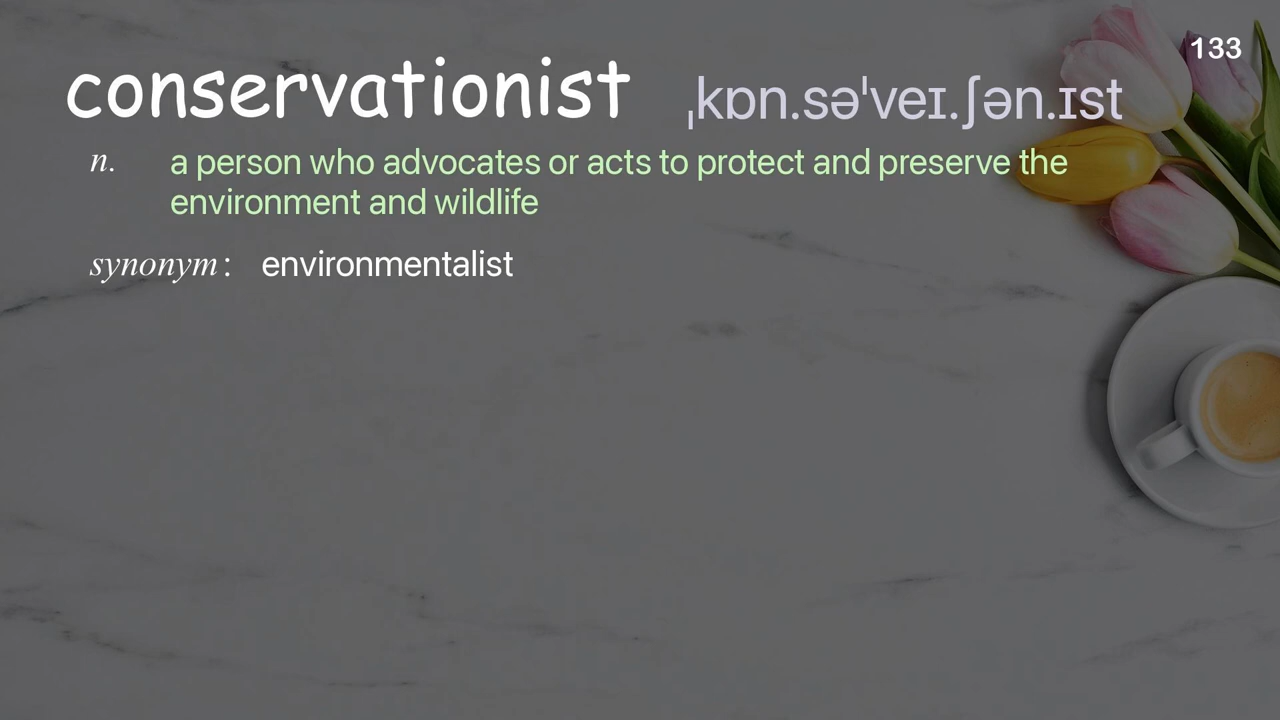 133
conservationist ˌkɒn.səˈveɪ.ʃən.ɪst
n. a person who advocates or acts to protect and preserve the
environment and wildlife
synonym: environmentalist